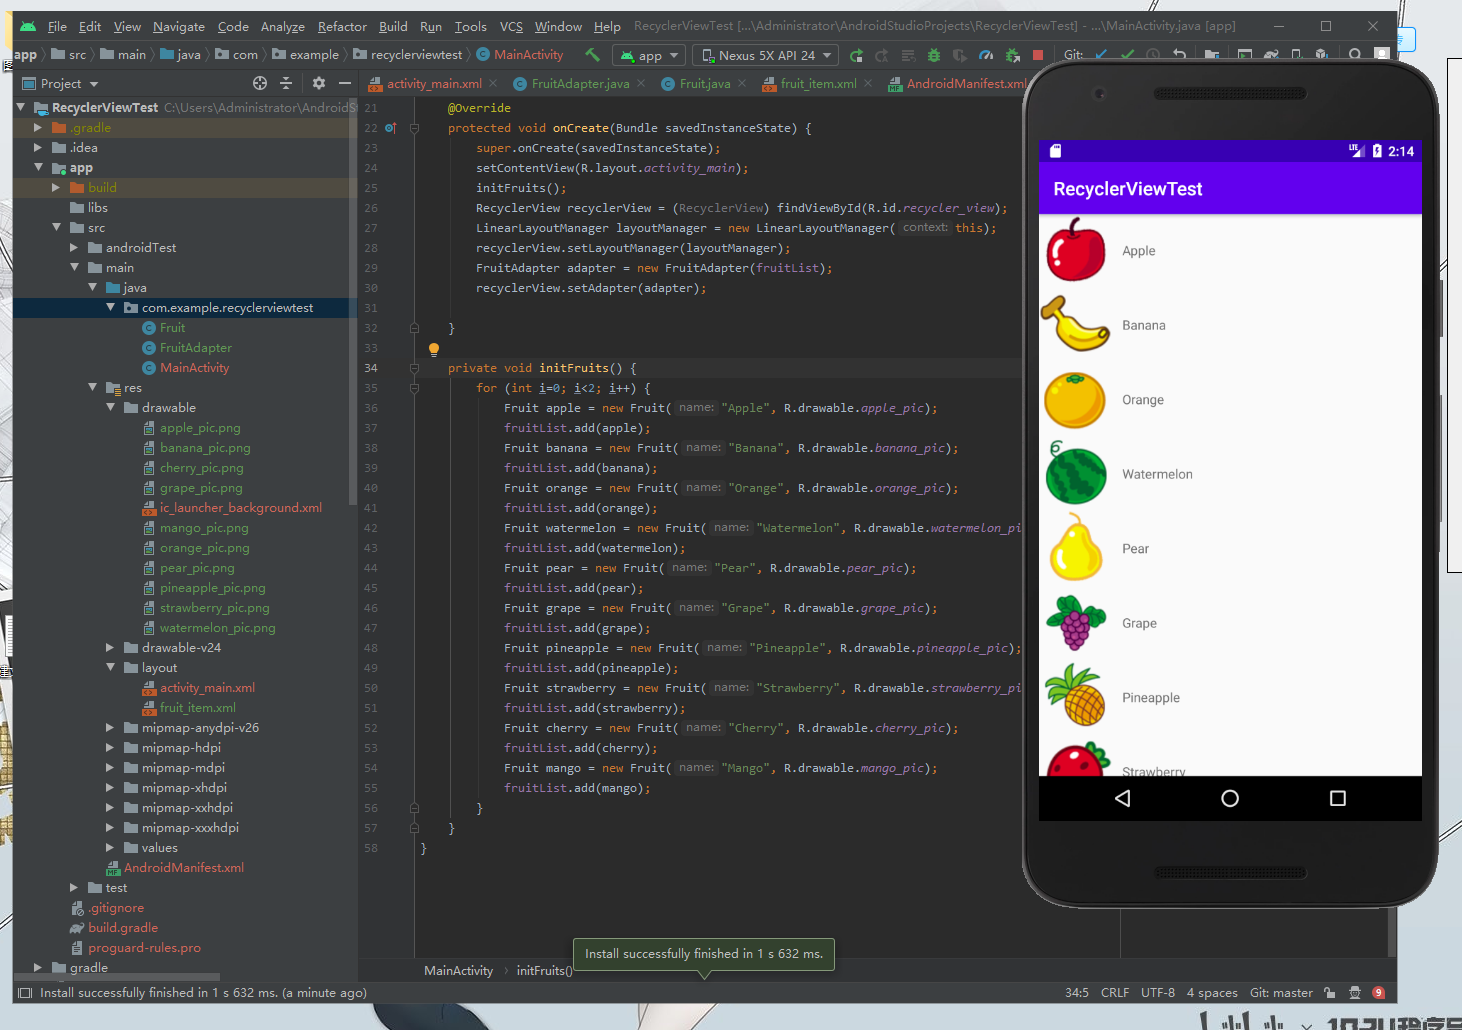 File Edit View Navigate Code Analyze Refactor Build Run Tools VCS Window Help RecyclerViewTest [...\Administrator\AndroidStudioProjects\RecyclerViewTest] - ...\MainActivity.java [app]
app src main java com example recyclerviewtest MainActivity app Nexus 5X API 24 Git:
Project
activity_main.xml FruitAdapter.java Fruit.java fruit_item.xml AndroidManifest.xml
RecyclerViewTest C:\Users\Administrator\AndroidS
.gradle
.idea
app
build
libs
src
androidTest
main
java
com.example.recyclerviewtest
Fruit
FruitAdapter
MainActivity
res
drawable
apple_pic.png
banana_pic.png
cherry_pic.png
grape_pic.png
ic_launcher_background.xml
mango_pic.png
orange_pic.png
pear_pic.png
pineapple_pic.png
strawberry_pic.png
watermelon_pic.png
drawable-v24
layout
activity_main.xml
fruit_item.xml
mipmap-anydpi-v26
mipmap-hdpi
mipmap-mdpi
mipmap-xhdpi
mipmap-xxhdpi
mipmap-xxxhdpi
values
AndroidManifest.xml
test
.gitignore
build.gradle
proguard-rules.pro
gradle
21 @Override
22 protected void onCreate(Bundle savedInstanceState) {
23 super.onCreate(savedInstanceState);
24 setContentView(R.layout.activity_main);
25 initFruits();
26 RecyclerView recyclerView = (RecyclerView) findViewById(R.id.recycler_view);
27 LinearLayoutManager layoutManager = new LinearLayoutManager( context: this);
28 recyclerView.setLayoutManager(layoutManager);
29 FruitAdapter adapter = new FruitAdapter(fruitList);
30 recyclerView.setAdapter(adapter);
31
32 }
33
34 private void initFruits() {
35 for (int i=0; i<2; i++) {
36 Fruit apple = new Fruit( name: "Apple", R.drawable.apple_pic);
37 fruitList.add(apple);
38 Fruit banana = new Fruit( name: "Banana", R.drawable.banana_pic);
39 fruitList.add(banana);
40 Fruit orange = new Fruit( name: "Orange", R.drawable.orange_pic);
41 fruitList.add(orange);
42 Fruit watermelon = new Fruit( name: "Watermelon", R.drawable.watermelon_pi
43 fruitList.add(watermelon);
44 Fruit pear = new Fruit( name: "Pear", R.drawable.pear_pic);
45 fruitList.add(pear);
46 Fruit grape = new Fruit( name: "Grape", R.drawable.grape_pic);
47 fruitList.add(grape);
48 Fruit pineapple = new Fruit( name: "Pineapple", R.drawable.pineapple_pic);
49 fruitList.add(pineapple);
50 Fruit strawberry = new Fruit( name: "Strawberry", R.drawable.strawberry_pi
51 fruitList.add(strawberry);
52 Fruit cherry = new Fruit( name: "Cherry", R.drawable.cherry_pic);
53 fruitList.add(cherry);
54 Fruit mango = new Fruit( name: "Mango", R.drawable.mango_pic);
55 fruitList.add(mango);
56 }
57 }
58 }
LTE 2:14
RecyclerViewTest
Apple
Banana
Orange
Watermelon
Pear
Grape
Pineapple
Strawberry
Install successfully finished in 1 s 632 ms.
MainActivity › initFruits()
Install successfully finished in 1 s 632 ms. (a minute ago) 34:5 CRLF UTF-8 4 spaces Git: master 9